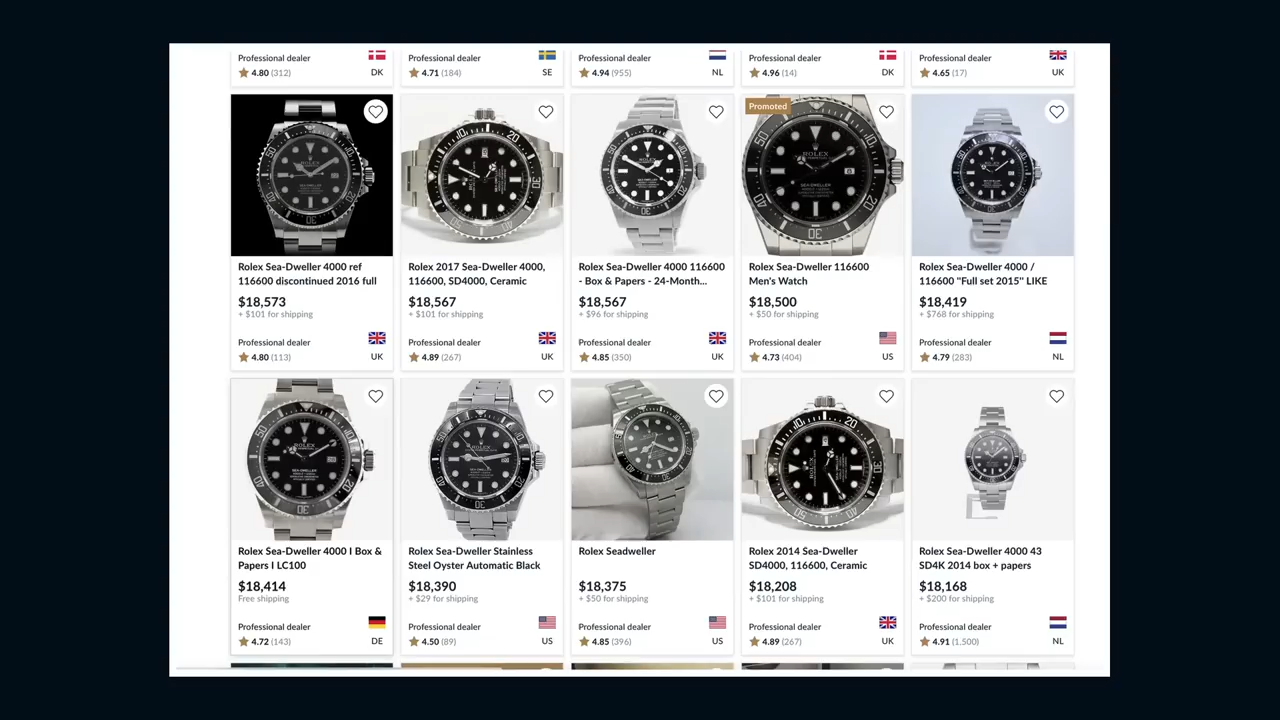 Professional dealer
4.80 (312) DK
Professional dealer
4.71 (184) SE
Professional dealer
4.94 (955) NL
Professional dealer
4.96 (14) DK
Professional dealer
4.65 (17) UK
Rolex Sea-Dweller 4000 ref
116600 discontinued 2016 full
$18,573
+ $101 for shipping
Professional dealer
4.80 (113) UK
Rolex 2017 Sea-Dweller 4000,
116600, SD4000, Ceramic
$18,567
+ $101 for shipping
Professional dealer
4.89 (267) UK
Rolex Sea-Dweller 4000 116600
- Box & Papers - 24-Month...
$18,567
+ $96 for shipping
Professional dealer
4.85 (350) UK
Promoted
Rolex Sea-Dweller 116600
Men's Watch
$18,500
+ $50 for shipping
Professional dealer
4.73 (404) US
Rolex Sea-Dweller 4000 /
116600 "Full set 2015" LIKE
$18,419
+ $768 for shipping
Professional dealer
4.79 (283) NL
Rolex Sea-Dweller 4000 I Box &
Papers I LC100
$18,414
Free shipping
Professional dealer
4.72 (143) DE
Rolex Sea-Dweller Stainless
Steel Oyster Automatic Black
$18,390
+ $29 for shipping
Professional dealer
4.50 (89) US
Rolex Seadweller
$18,375
+ $50 for shipping
Professional dealer
4.85 (396) US
Rolex 2014 Sea-Dweller
SD4000, 116600, Ceramic
$18,208
+ $101 for shipping
Professional dealer
4.89 (267) UK
Rolex Sea-Dweller 4000 43
SD4K 2014 box + papers
$18,168
+ $200 for shipping
Professional dealer
4.91 (1,500) NL